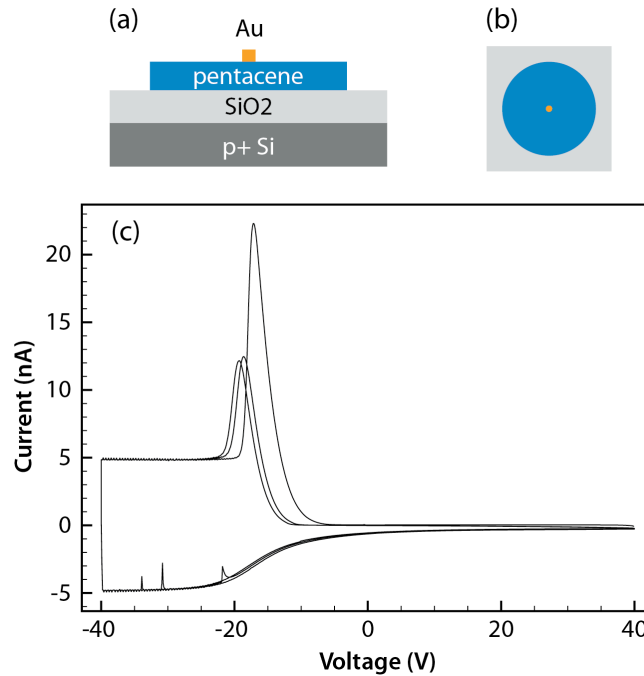 (a)
(b)
Au
pentacene
SiO2
p+ Si
(c)
Current (nA)
20
15
10
5
0
-5
-40
-20
0
20
40
Voltage (V)